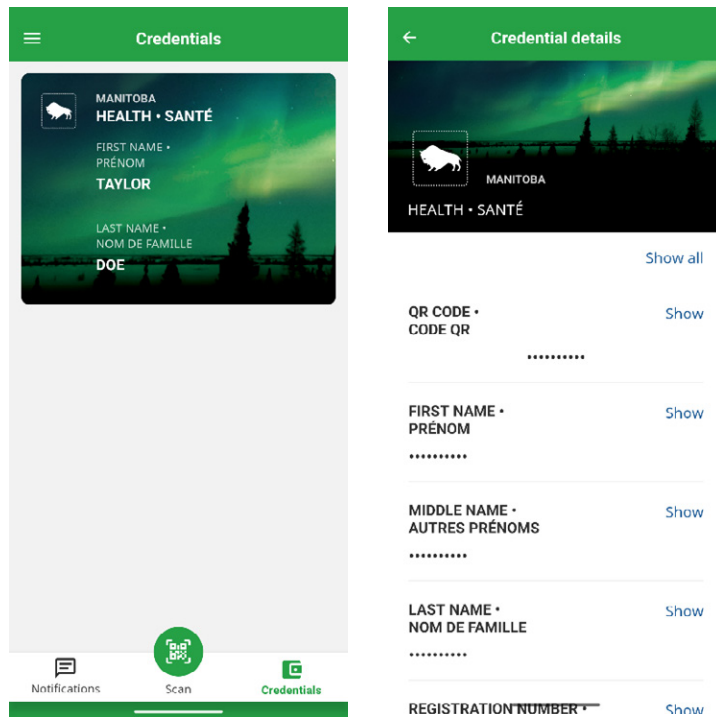 Credentials
MANITOBA
HEALTH • SANTÉ
FIRST NAME •
PRÉNOM
TAYLOR
LAST NAME •
NOM DE FAMILLE
DOE
Notifications
Scan
Credentials
Credential details
MANITOBA
HEALTH • SANTÉ
Show all
QR CODE •
CODE QR
Show
••••••••••
FIRST NAME •
PRÉNOM
Show
••••••••••
MIDDLE NAME •
AUTRES PRÉNOMS
Show
••••••••••
LAST NAME •
NOM DE FAMILLE
Show
••••••••••
REGISTRATION NUMBER •
Show